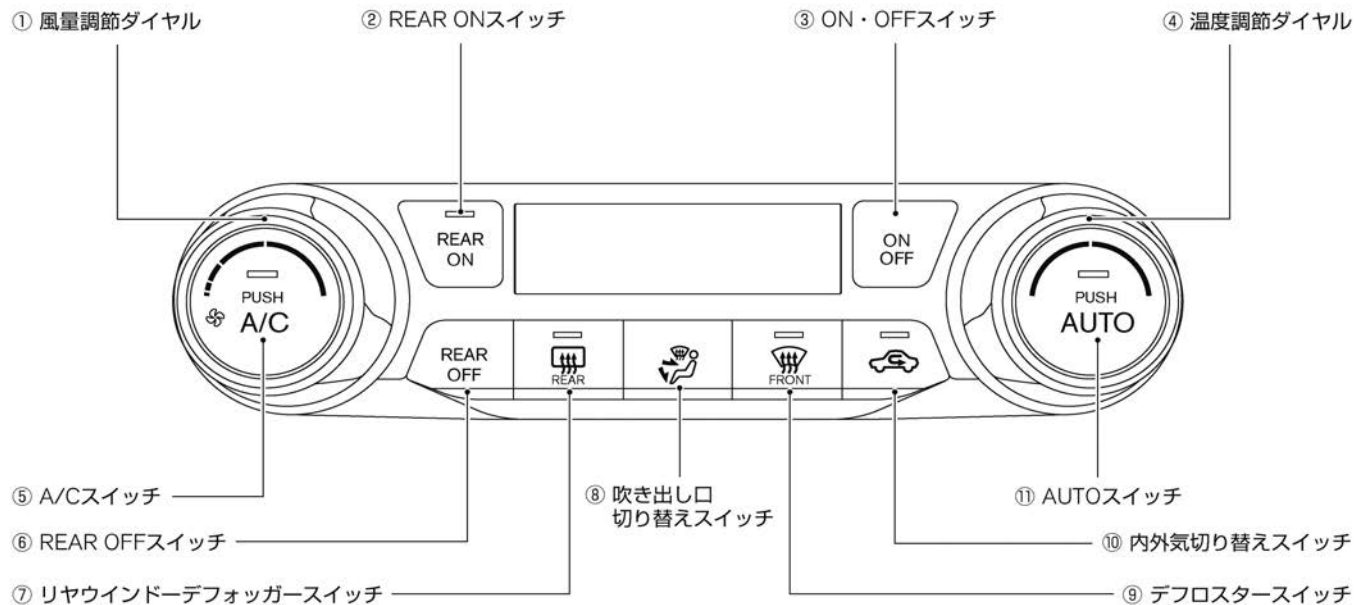 ① 風量調節ダイヤル
② REAR ONスイッチ
③ ON・OFFスイッチ
④ 温度調節ダイヤル
REAR
ON
ON
OFF
PUSH
A/C
PUSH
AUTO
REAR
OFF
REAR
FRONT
⑤ A/Cスイッチ
⑥ REAR OFFスイッチ
⑦ リヤウインドーデフォッガースイッチ
⑧ 吹き出し口
切り替えスイッチ
⑪ AUTOスイッチ
⑩ 内外気切り替えスイッチ
⑨ デフロスタースイッチ